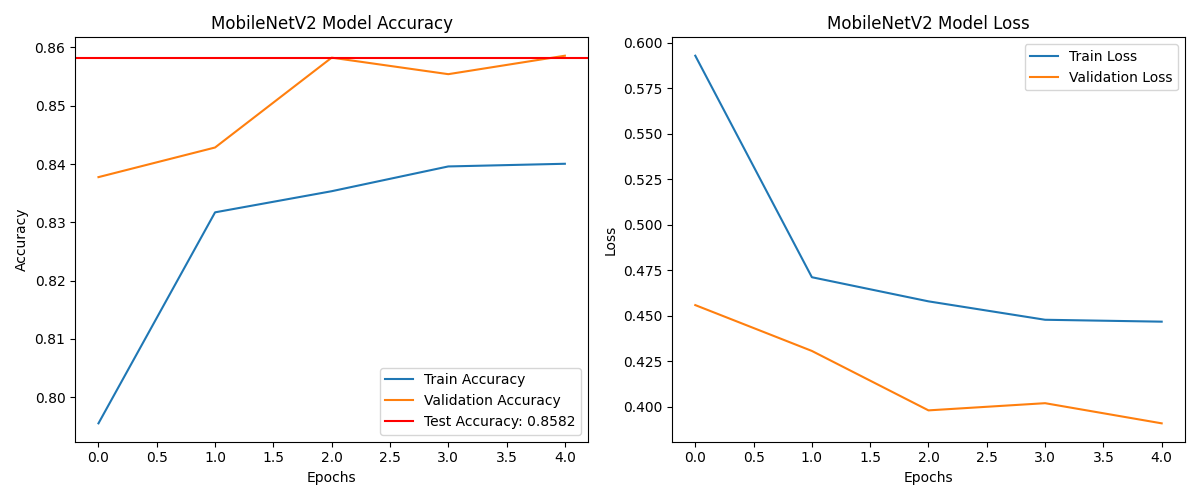 MobileNetV2 Model Accuracy
0.86
0.85
0.84
0.83
0.82
0.81
0.80
Accuracy
Train Accuracy
Validation Accuracy
Test Accuracy: 0.8582
0.0 0.5 1.0 1.5 2.0 2.5 3.0 3.5 4.0
Epochs
MobileNetV2 Model Loss
0.600
0.575
0.550
0.525
0.500
0.475
0.450
0.425
0.400
Loss
Train Loss
Validation Loss
0.0 0.5 1.0 1.5 2.0 2.5 3.0 3.5 4.0
Epochs